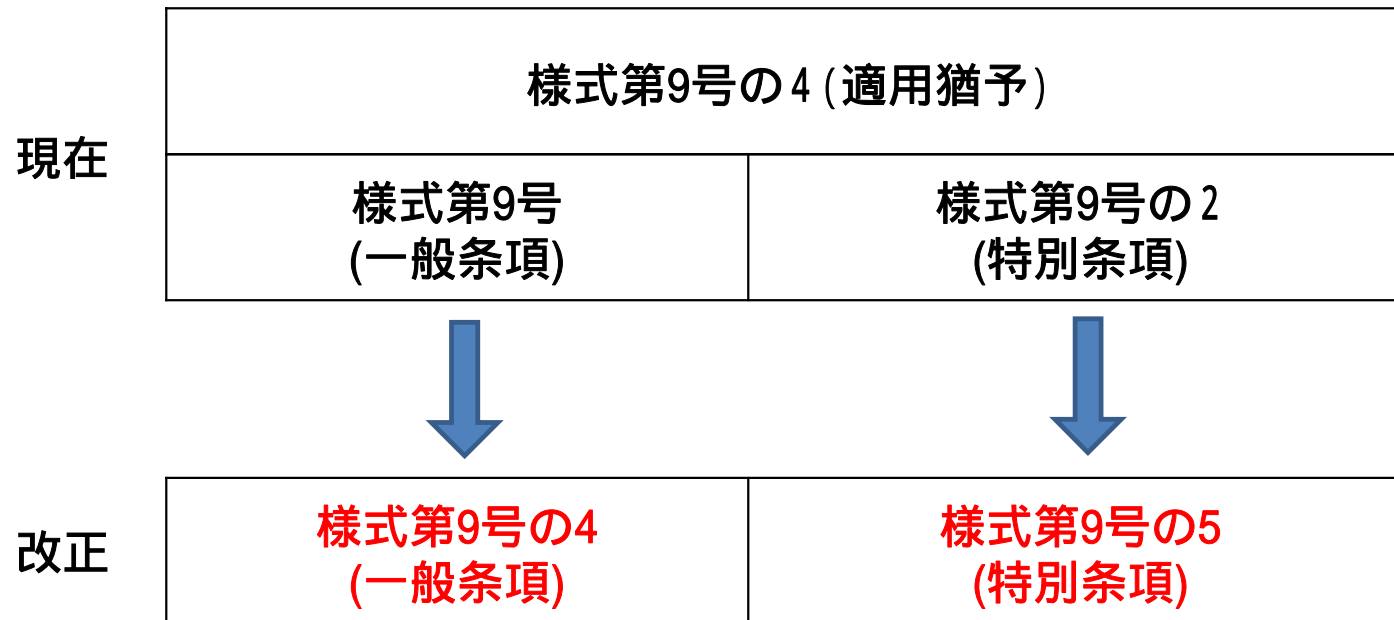 様式第9号の4(適用猶予)
現在
様式第9号
(一般条項)
様式第9号の2
(特別条項)
改正
様式第9号の4
(一般条項)
様式第9号の5
(特別条項)